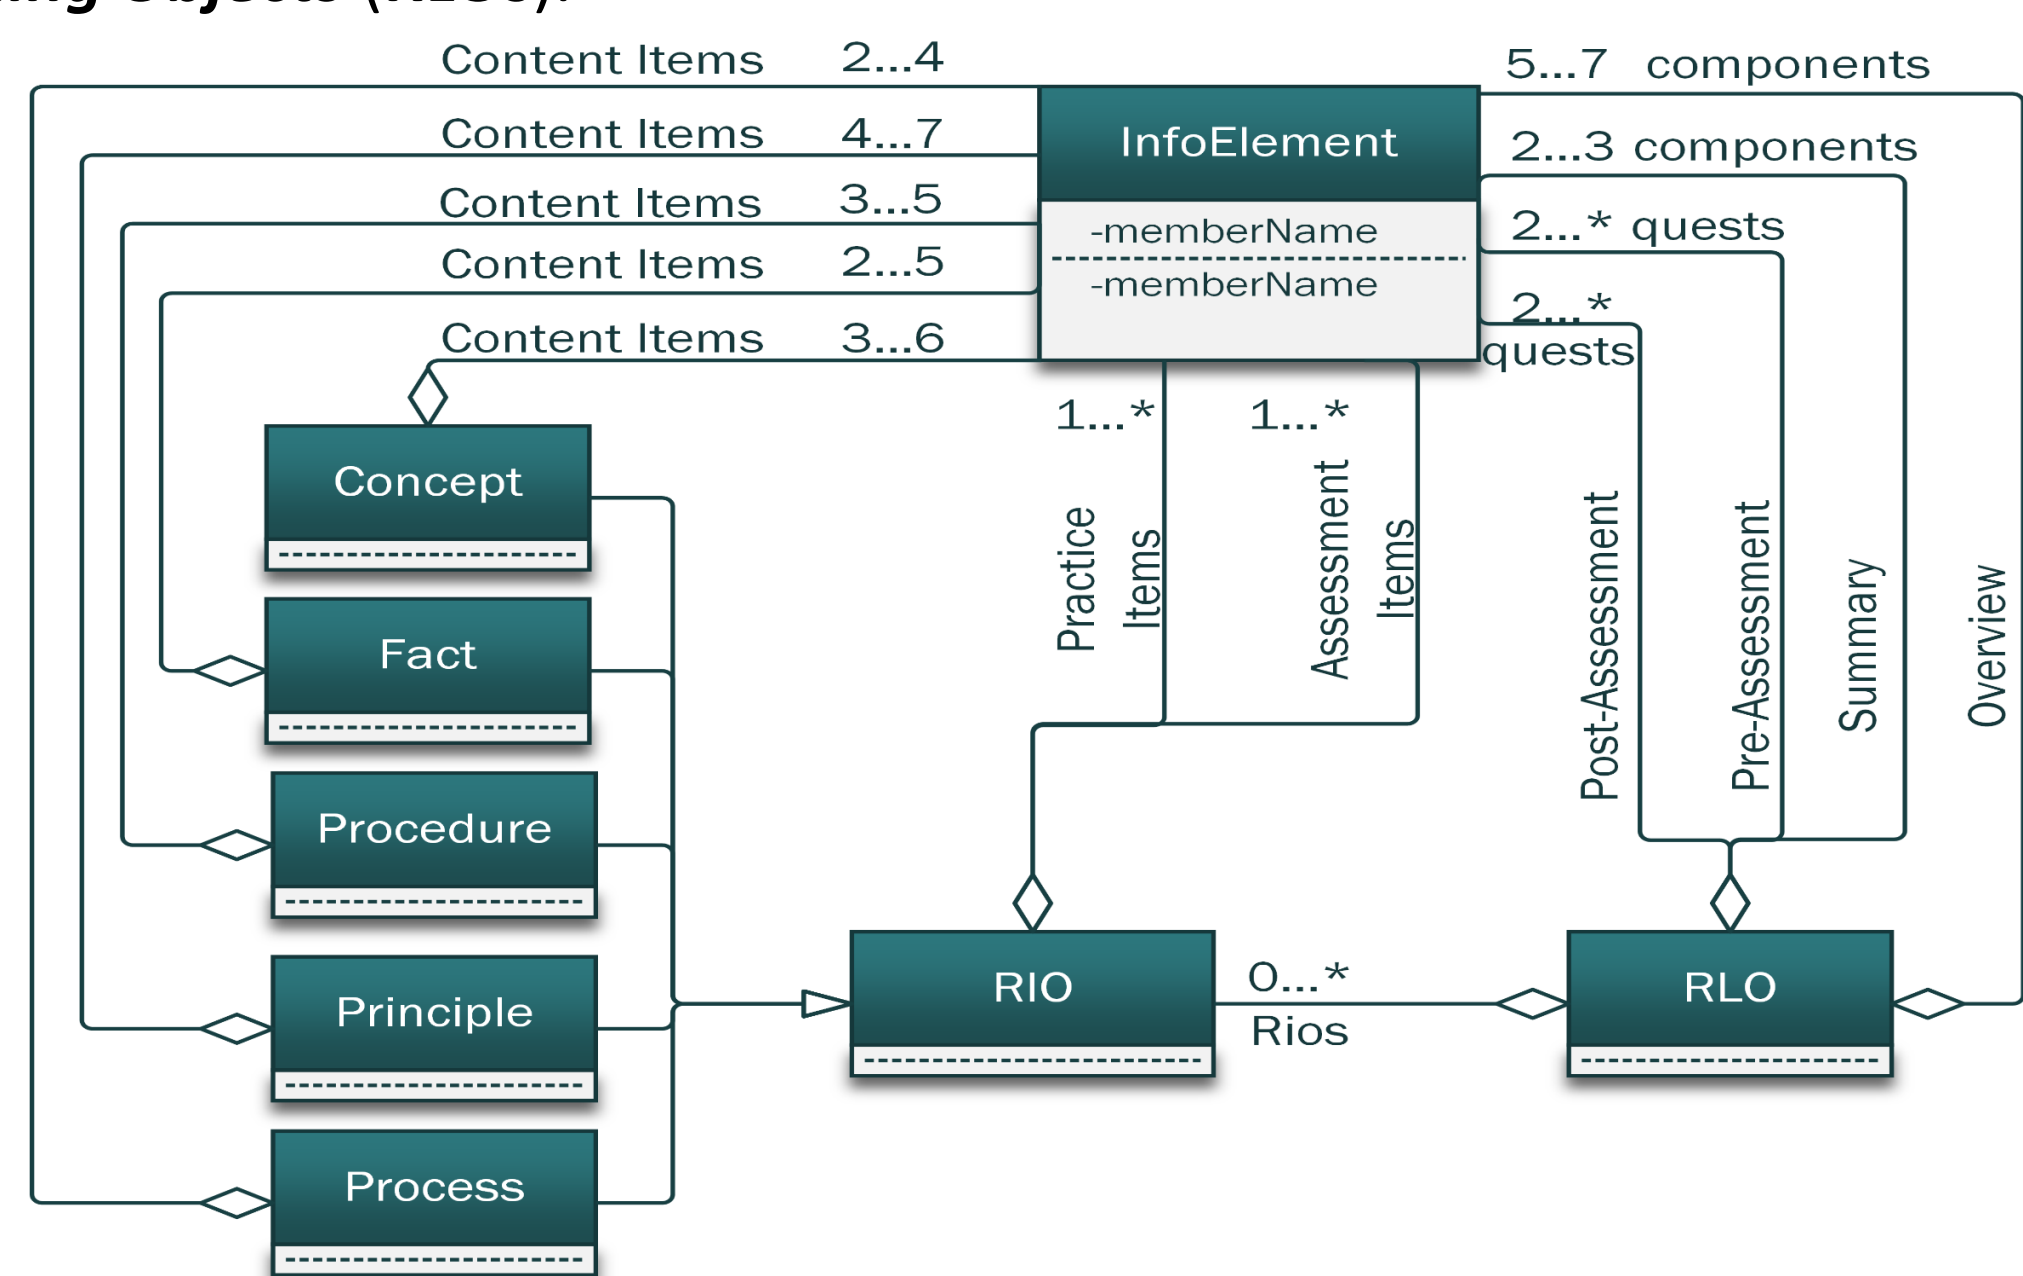 Objects (RLOs):
Content Items 2...4
5...7 components
Content Items 4...7
InfoElement
2...3 components
Content Items 3...5
2...* quests
-memberName
Content Items 2...5
-memberName
2...*
quests
Content Items 3...6
1...*
1...*
Practice
Items
Assessment
Items
Post-Assessment
Pre-Assessment
Summary
Overview
Concept
Fact
Procedure
Principle
Process
RIO
0...*
Rios
RLO